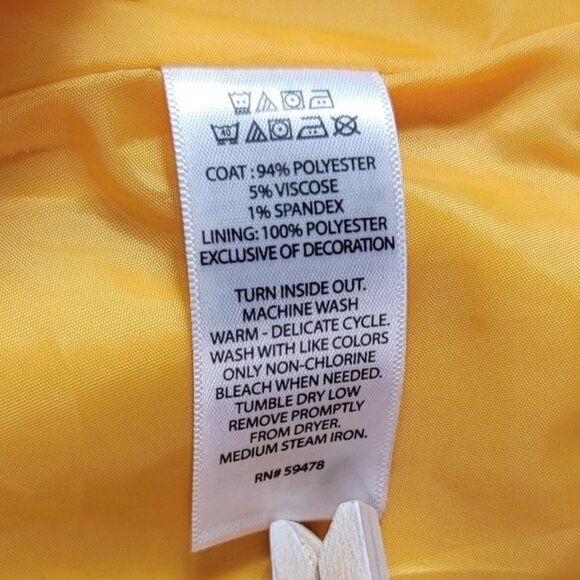 40
COAT : 94% POLYESTER
5% VISCOSE
1% SPANDEX
LINING: 100% POLYESTER
EXCLUSIVE OF DECORATION
TURN INSIDE OUT.
MACHINE WASH
WARM - DELICATE CYCLE.
WASH WITH LIKE COLORS
ONLY NON-CHLORINE
BLEACH WHEN NEEDED.
TUMBLE DRY LOW
REMOVE PROMPTLY
FROM DRYER.
MEDIUM STEAM IRON.
RN# 59478